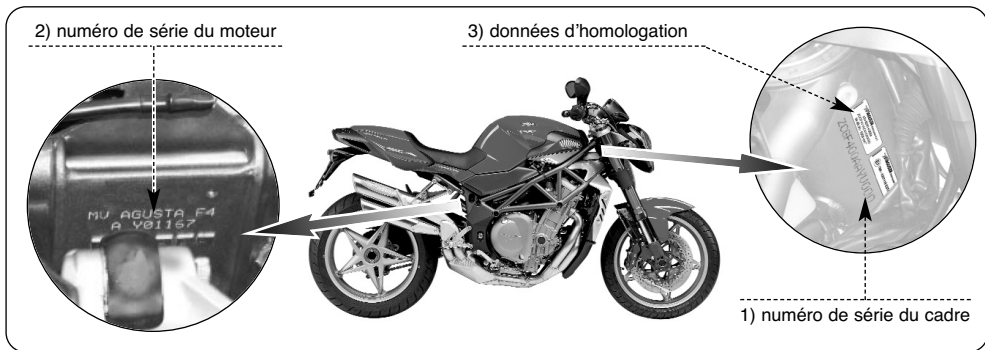 2) numéro de série du moteur
3) données d’homologation
MV AGUSTA F4
A Y01167
1) numéro de série du cadre